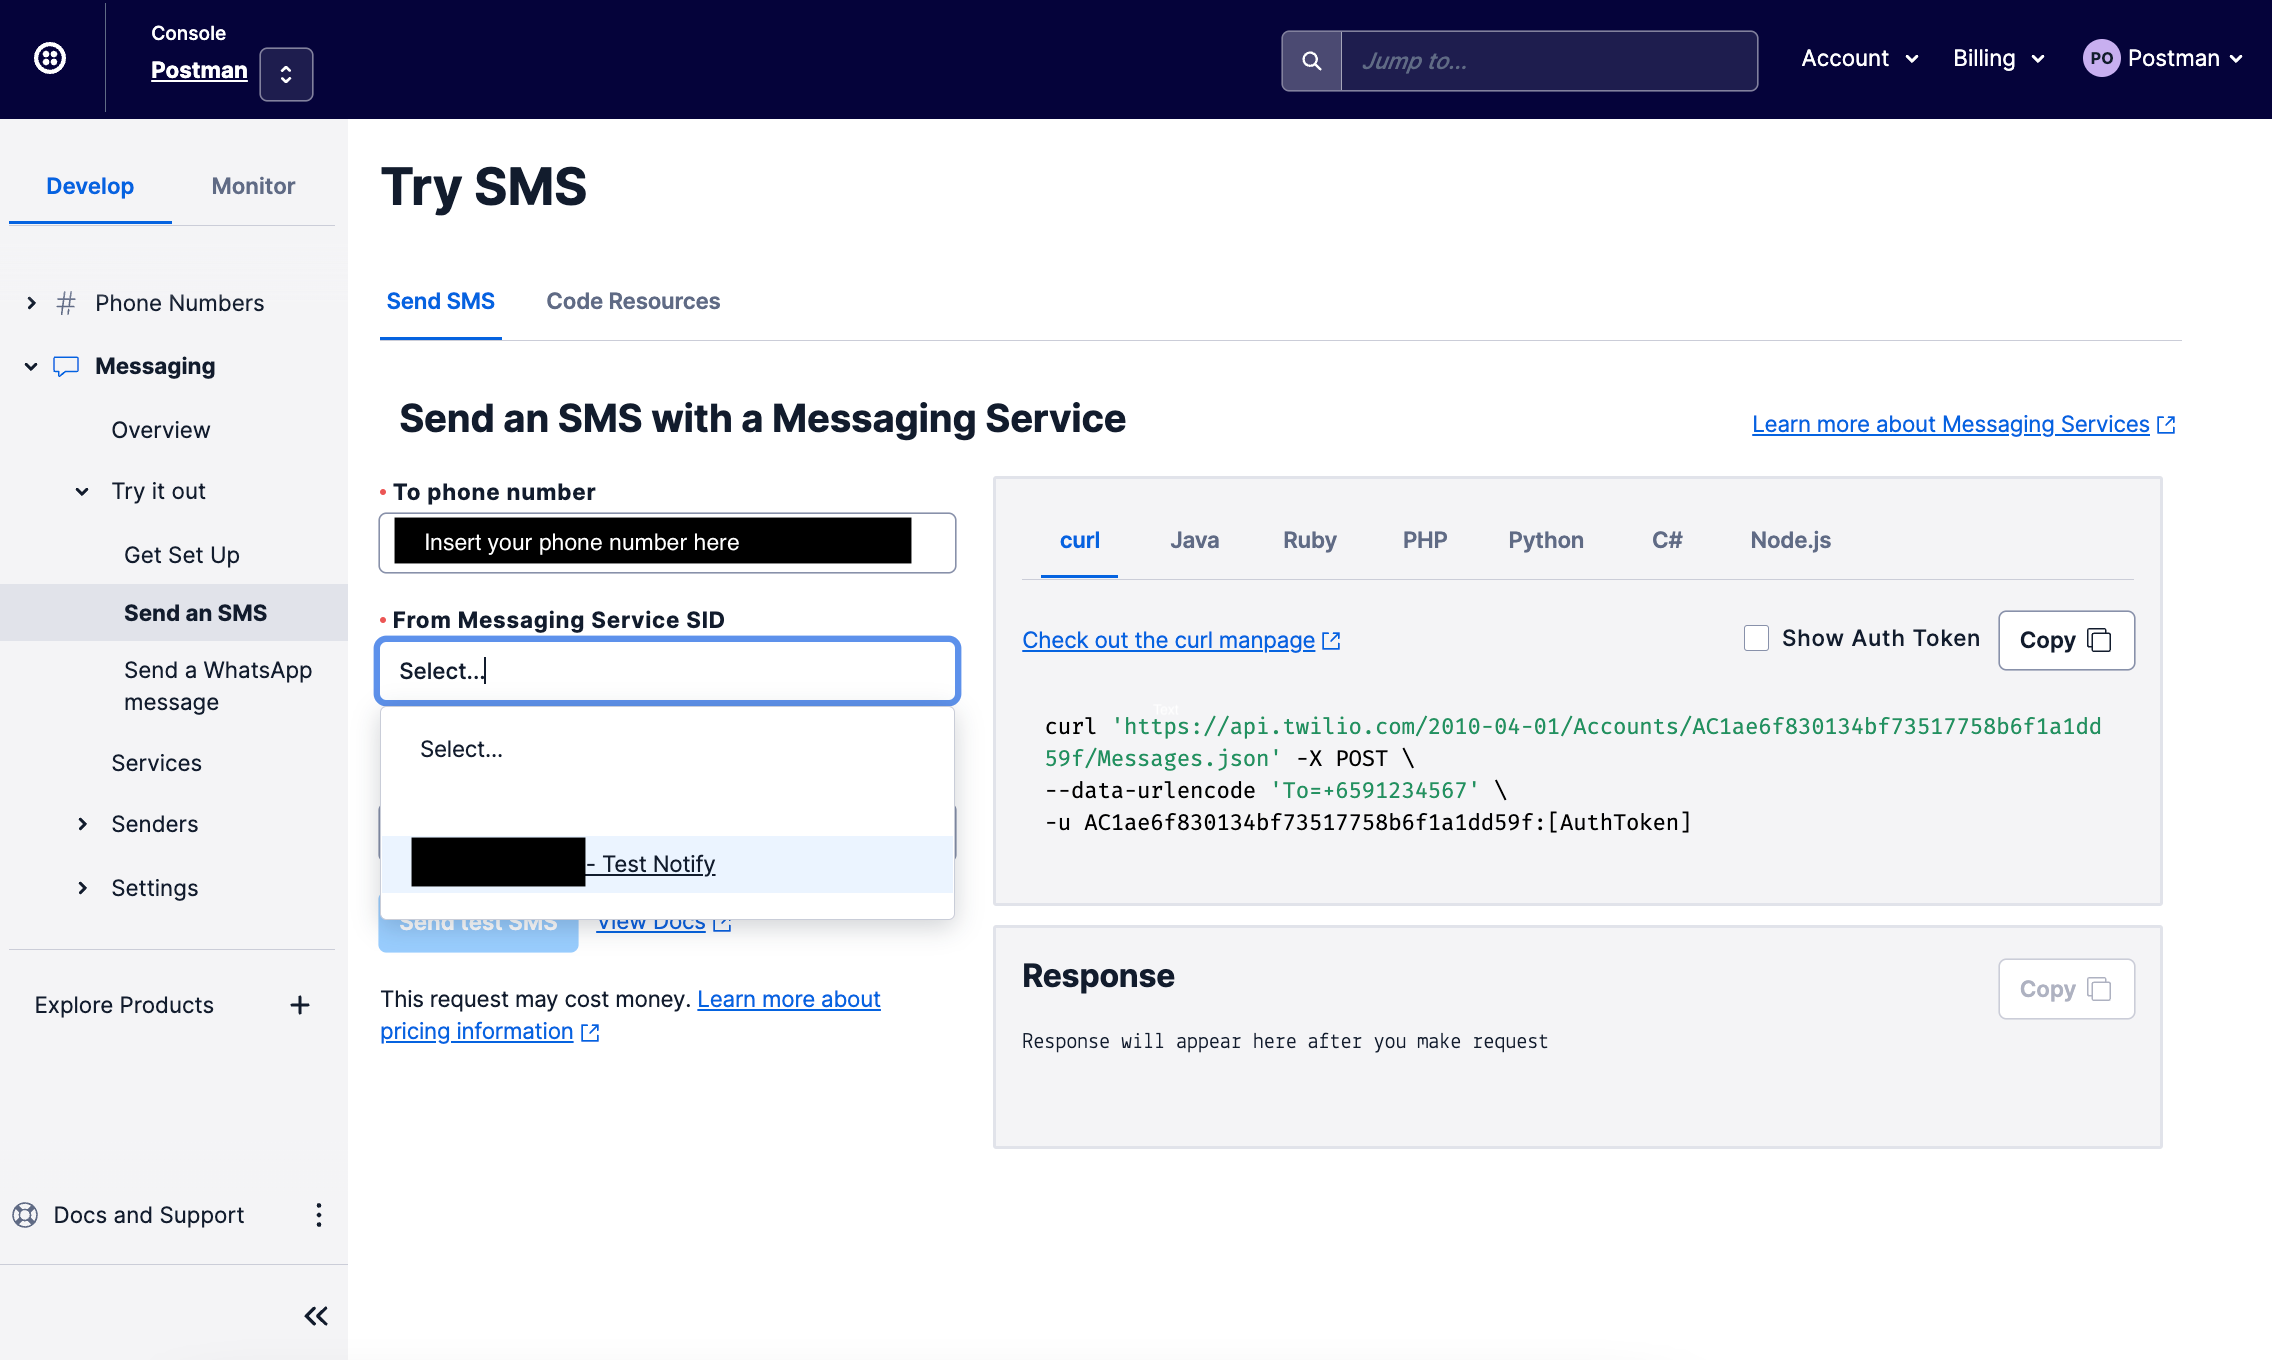 Console
Postman
Jump to...
Account
Billing
PO Postman
Develop
Monitor
Phone Numbers
Messaging
Overview
Try it out
Get Set Up
Send an SMS
Send a WhatsApp
message
Services
Senders
Settings
Explore Products
Docs and Support
Try SMS
Send SMS
Code Resources
Send an SMS with a Messaging Service
Learn more about Messaging Services
To phone number
Insert your phone number here
From Messaging Service SID
Select...
Select...
- Test Notify
Send test SMS
View Docs
This request may cost money. Learn more about
pricing information
curl
Java
Ruby
PHP
Python
C#
Node.js
Check out the curl manpage
Show Auth Token
Copy
Text
curl 'https://api.twilio.com/2010-04-01/Accounts/AC1ae6f830134bf73517758b6f1a1dd
59f/Messages.json' -X POST \
--data-urlencode 'To=+6591234567' \
-u AC1ae6f830134bf73517758b6f1a1dd59f:[AuthToken]
Response
Copy
Response will appear here after you make request